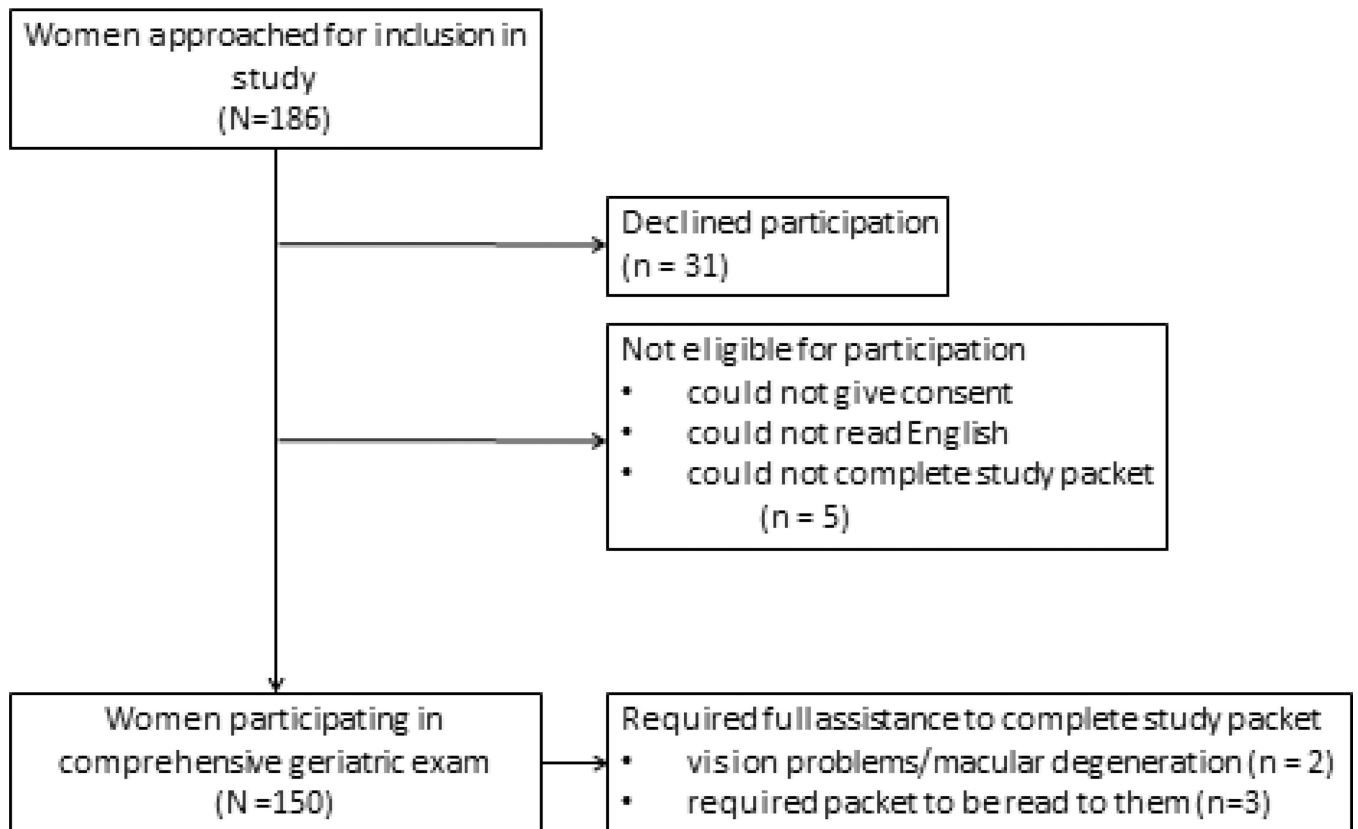 Women approached for inclusion in
study
(N=186)
Declined participation
(n = 31)
Not eligible for participation
• could not give consent
• could not read English
• could not complete study packet
(n = 5)
Women participating in
comprehensive geriatric exam
(N =150)
Required full assistance to complete study packet
• vision problems/macular degeneration (n = 2)
• required packet to be read to them (n=3)